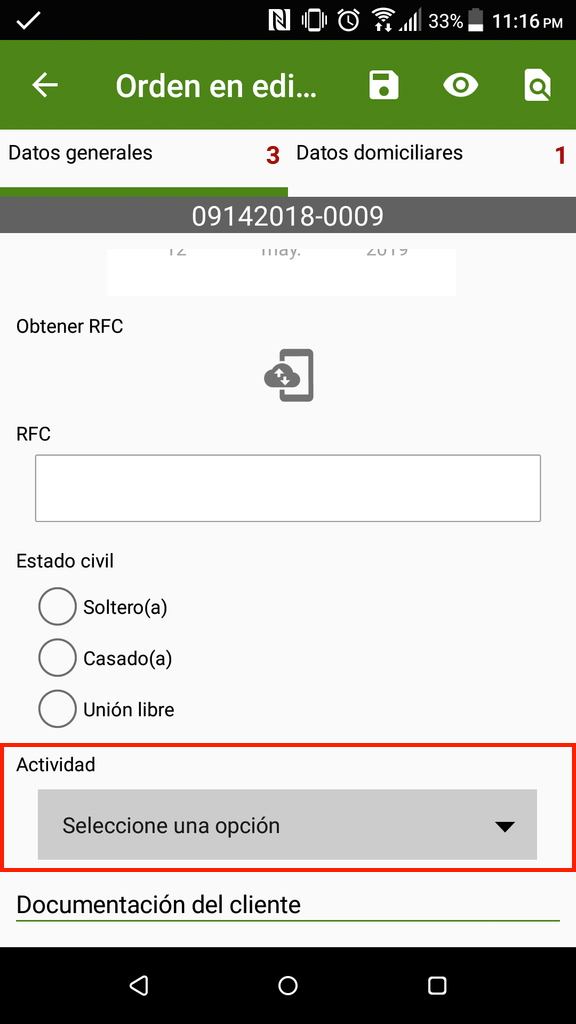 33% 11:16 PM
Orden en edi...
Datos generales 3 Datos domiciliares 1
09142018-0009
12 may. 2019
Obtener RFC
RFC
Estado civil
Soltero(a)
Casado(a)
Unión libre
Actividad
Seleccione una opción
Documentación del cliente